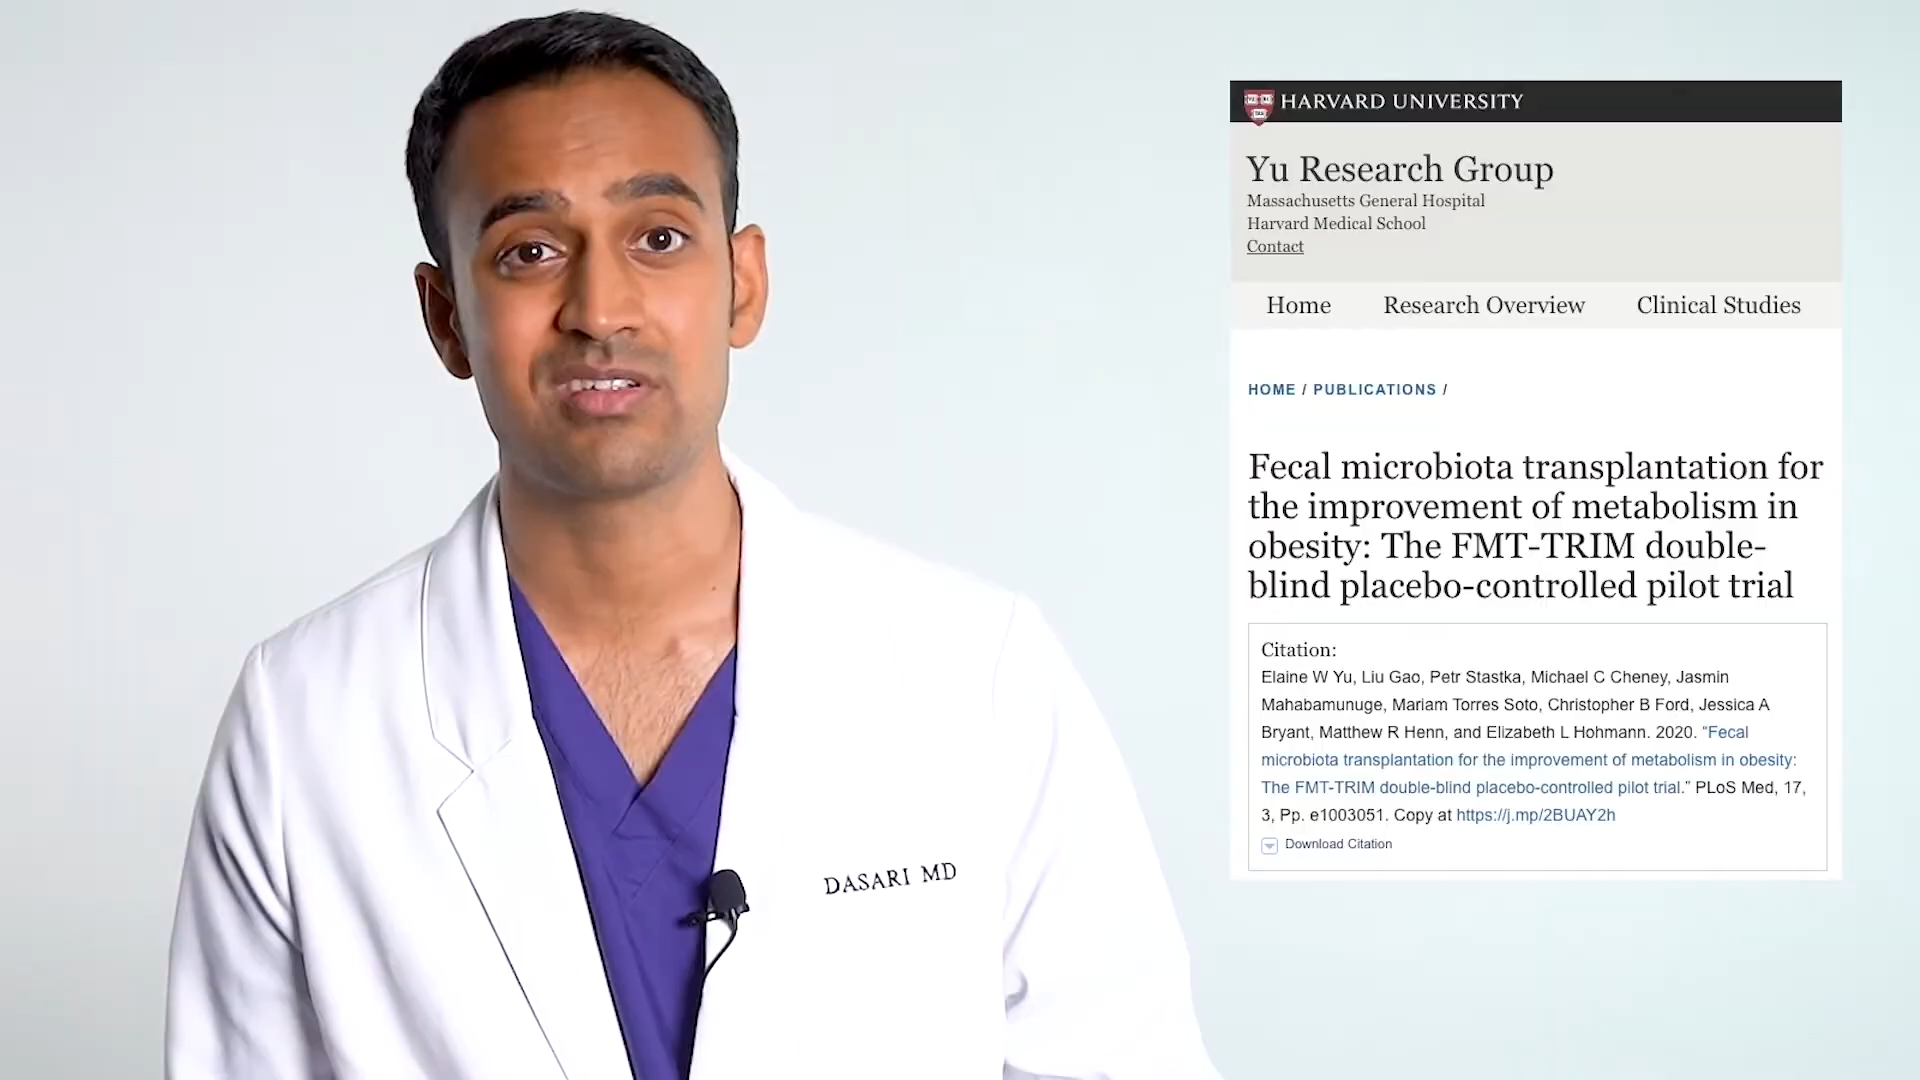 DASARI MD
HARVARD UNIVERSITY
Yu Research Group
Massachusetts General Hospital
Harvard Medical School
Contact
Home Research Overview Clinical Studies
HOME / PUBLICATIONS /
Fecal microbiota transplantation for
the improvement of metabolism in
obesity: The FMT-TRIM double-
blind placebo-controlled pilot trial
Citation:
Elaine W Yu, Liu Gao, Petr Stastka, Michael C Cheney, Jasmin
Mahabamunuge, Mariam Torres Soto, Christopher B Ford, Jessica A
Bryant, Matthew R Henn, and Elizabeth L Hohmann. 2020. “Fecal
microbiota transplantation for the improvement of metabolism in obesity:
The FMT-TRIM double-blind placebo-controlled pilot trial.” PLoS Med, 17,
3, Pp. e1003051. Copy at https://j.mp/2BUAY2h
Download Citation